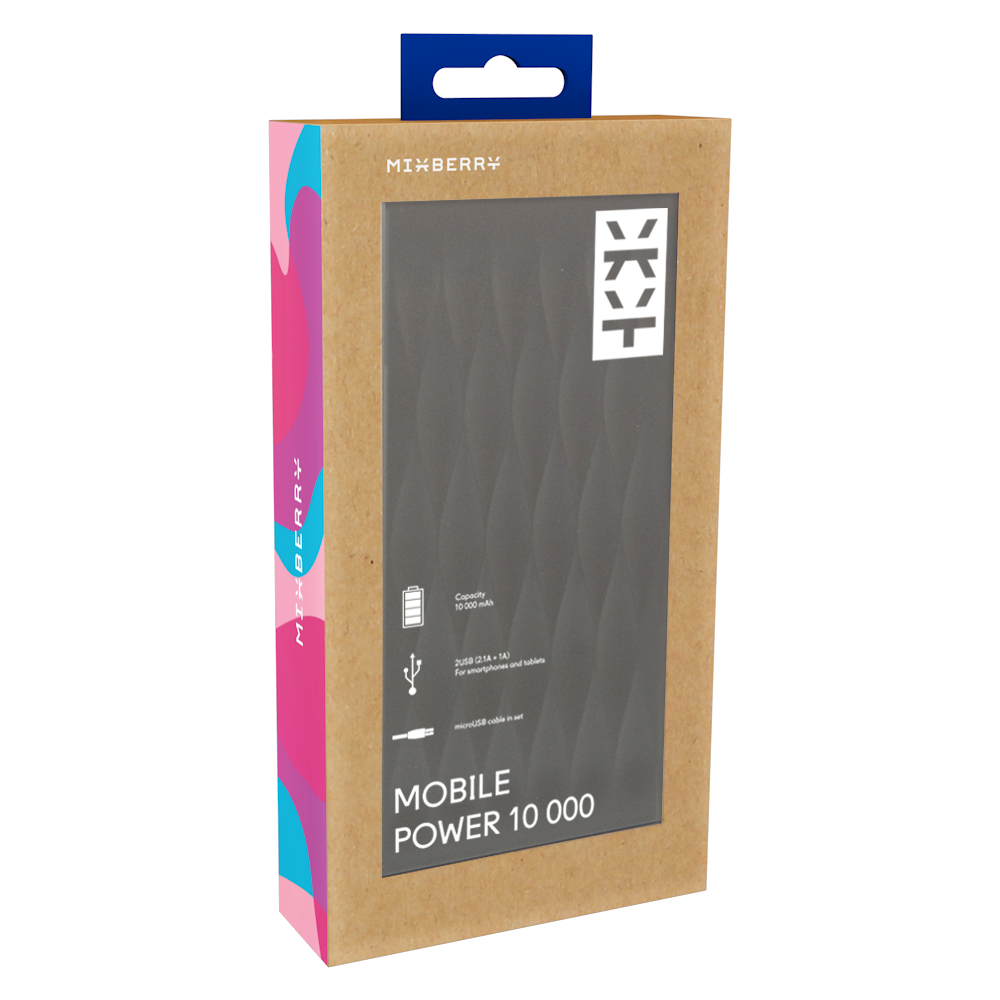 MIXBERRY
Capacity
10 000 mAh
2USB (2.1A + 1A)
For smartphones and tablets
microUSB cable in set
MOBILE
POWER 10 000
MIXBERRY